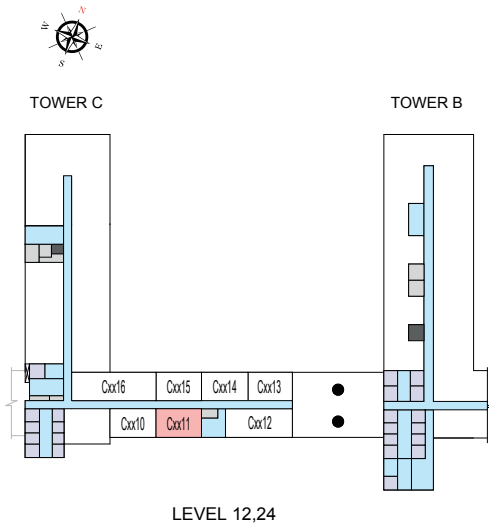 N
W
E
S
TOWER C
TOWER B
Cxx16 Cxx15 Cxx14 Cxx13
Cxx10 Cxx11 Cxx12
LEVEL 12,24